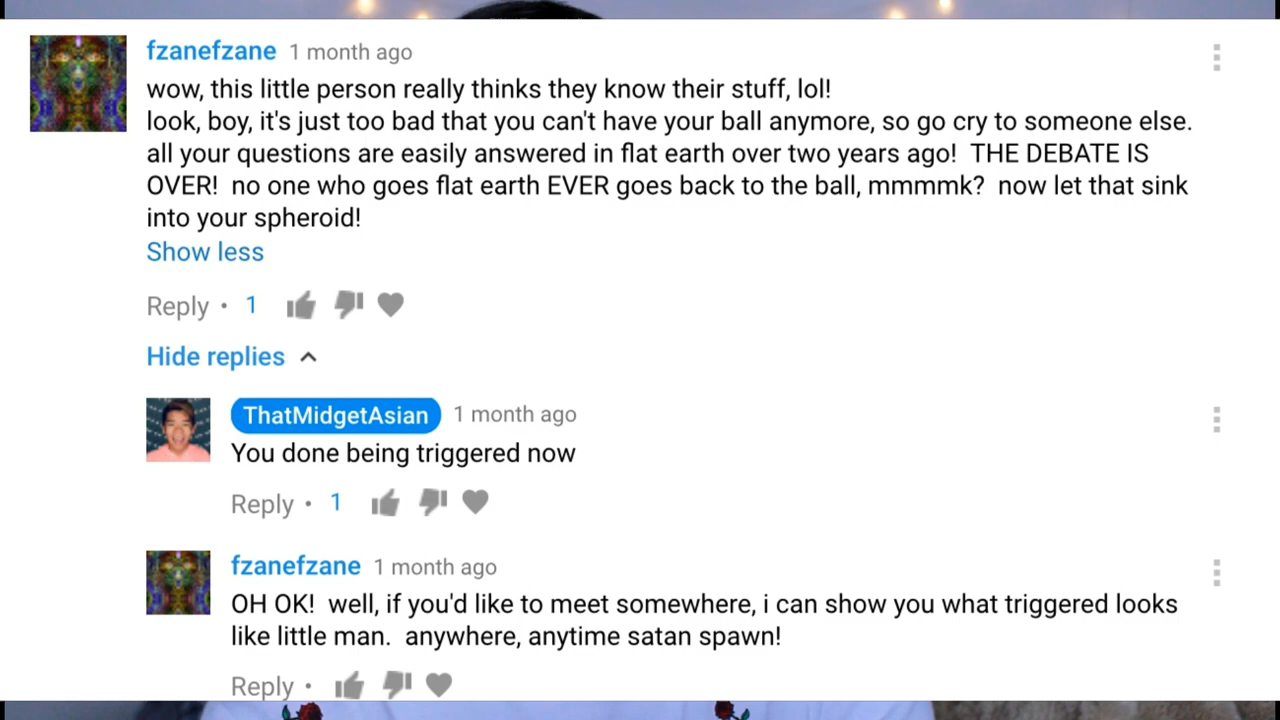 fzanefzane 1 month ago
wow, this little person really thinks they know their stuff, lol!
look, boy, it's just too bad that you can't have your ball anymore, so go cry to someone else.
all your questions are easily answered in flat earth over two years ago!  THE DEBATE IS
OVER!  no one who goes flat earth EVER goes back to the ball, mmmmk?  now let that sink
into your spheroid!
Show less
Reply • 1
Hide replies
ThatMidgetAsian 1 month ago
You done being triggered now
Reply • 1
fzanefzane 1 month ago
OH OK!  well, if you'd like to meet somewhere, i can show you what triggered looks
like little man.  anywhere, anytime satan spawn!
Reply •